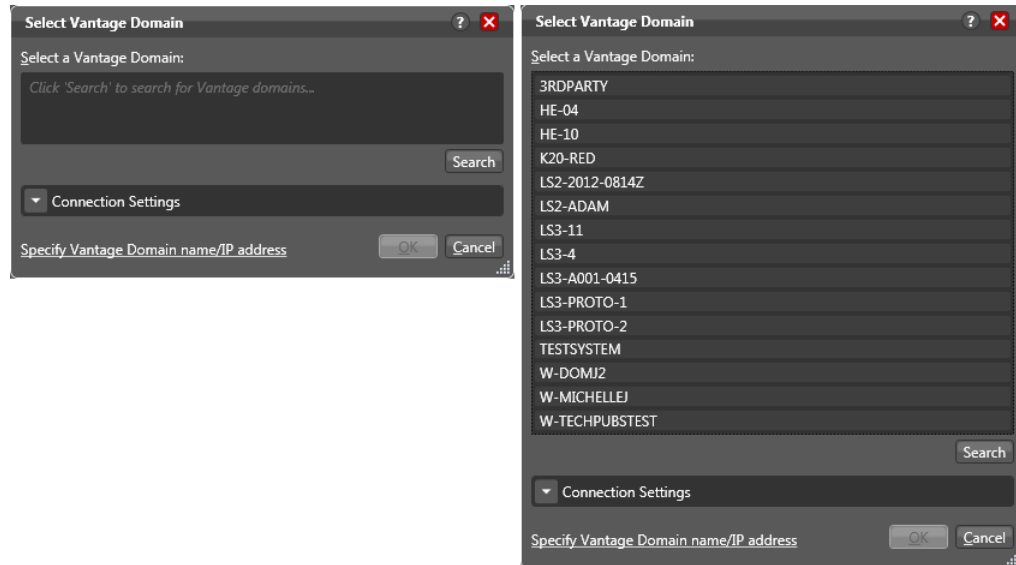 Select Vantage Domain ?
Select a Vantage Domain:
Click 'Search' to search for Vantage domains...
Search
Connection Settings
Specify Vantage Domain name/IP address OK Cancel
Select Vantage Domain ?
Select a Vantage Domain:
3RDPARTY
HE-04
HE-10
K20-RED
LS2-2012-0814Z
LS2-ADAM
LS3-11
LS3-4
LS3-A001-0415
LS3-PROTO-1
LS3-PROTO-2
TESTSYSTEM
W-DOMJ2
W-MICHELLEJ
W-TECHPUBSTEST
Search
Connection Settings
Specify Vantage Domain name/IP address OK Cancel